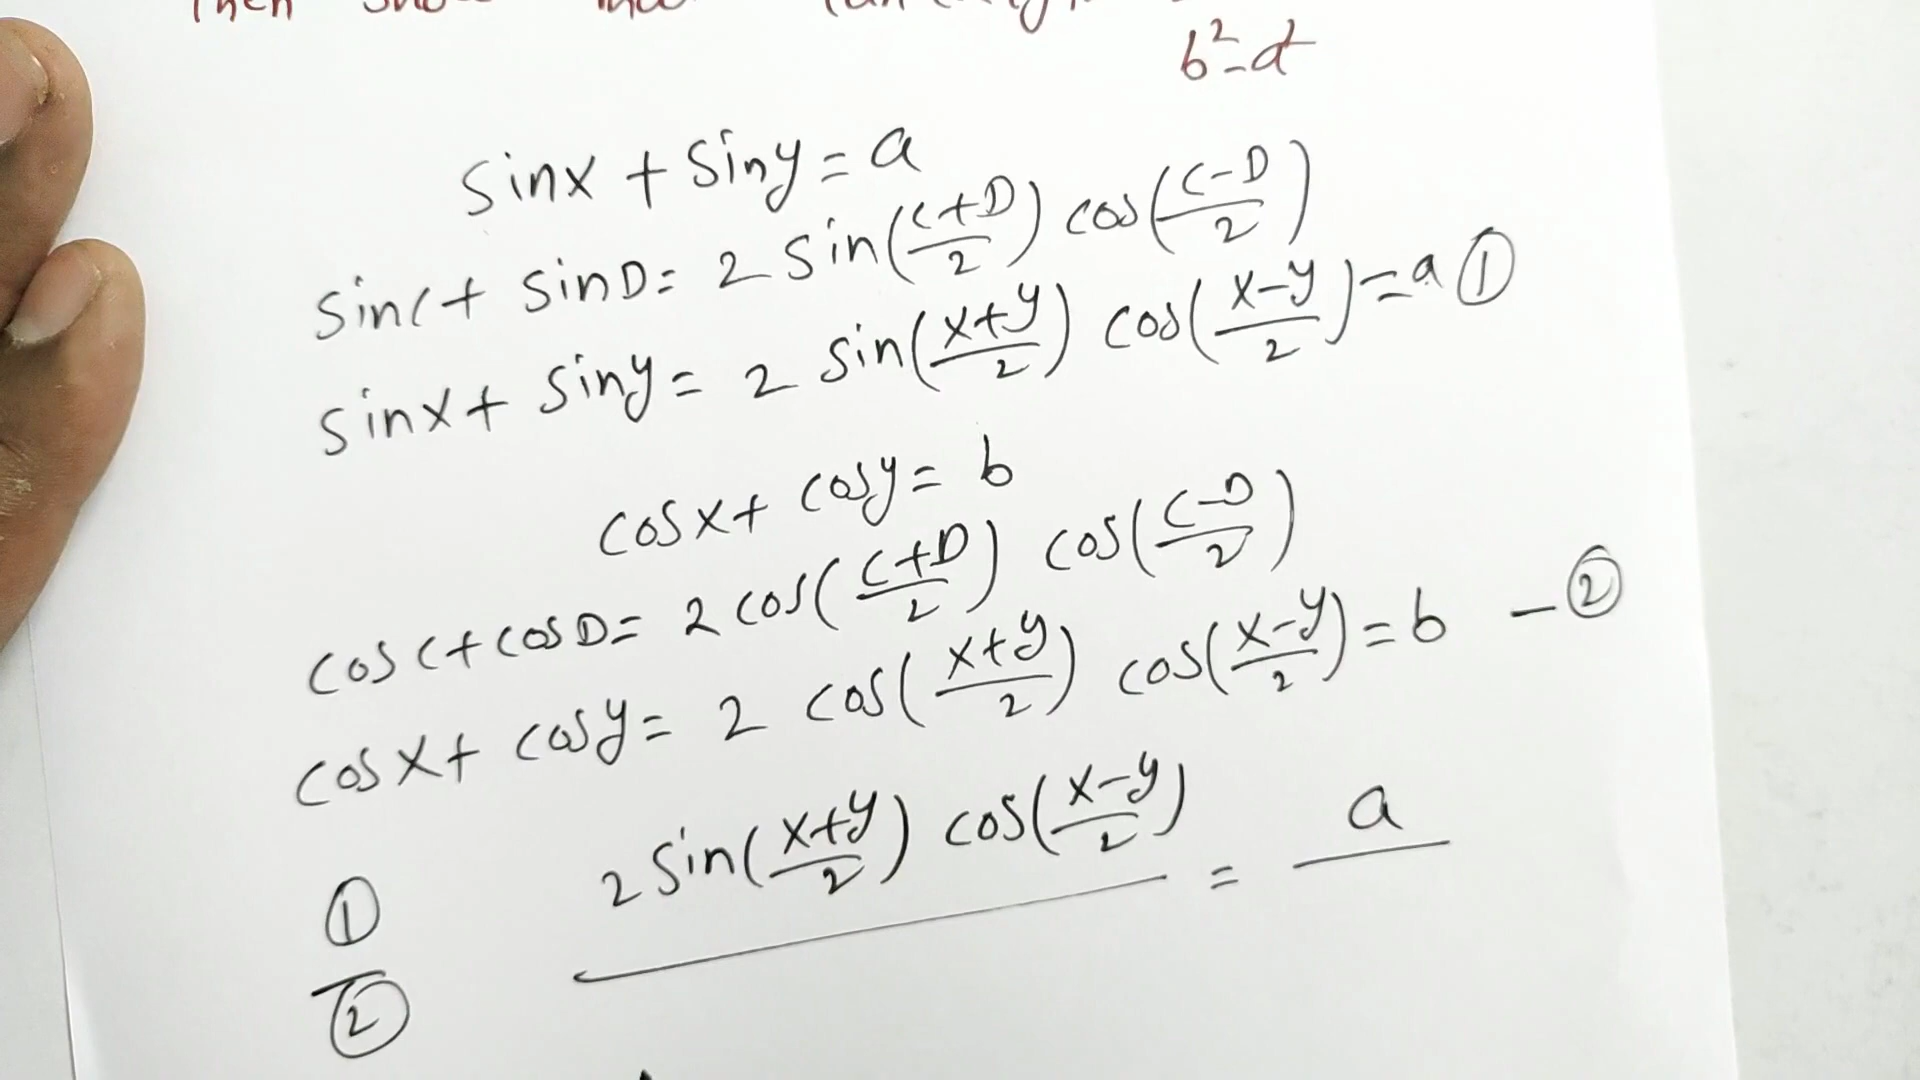 Then
b²-a²
sinx + siny = a
sinc + sinD = 2 sin((C+D)/2) cos((C-D)/2)
sinx + siny = 2 sin((x+y)/2) cos((x-y)/2) = a ①
cosx + cosy = b
cosc + cosD = 2 cos((C+D)/2) cos((C-D)/2)
cosx + cosy = 2 cos((x+y)/2) cos((x-y)/2) = b - ②
①/② 2 sin((x+y)/2) cos((x-y)/2) = a